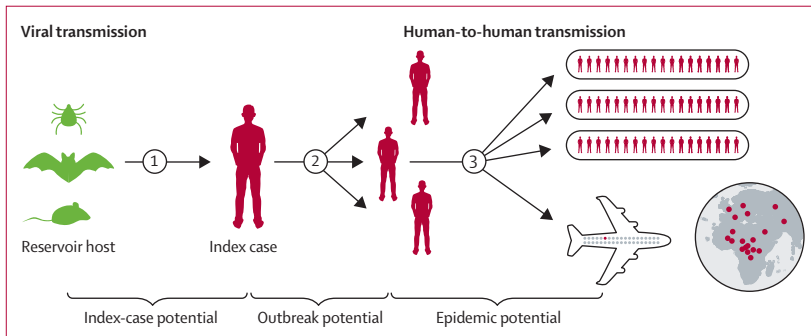 Viral transmission
Human-to-human transmission
1
2
3
Reservoir host
Index case
Index-case potential
Outbreak potential
Epidemic potential